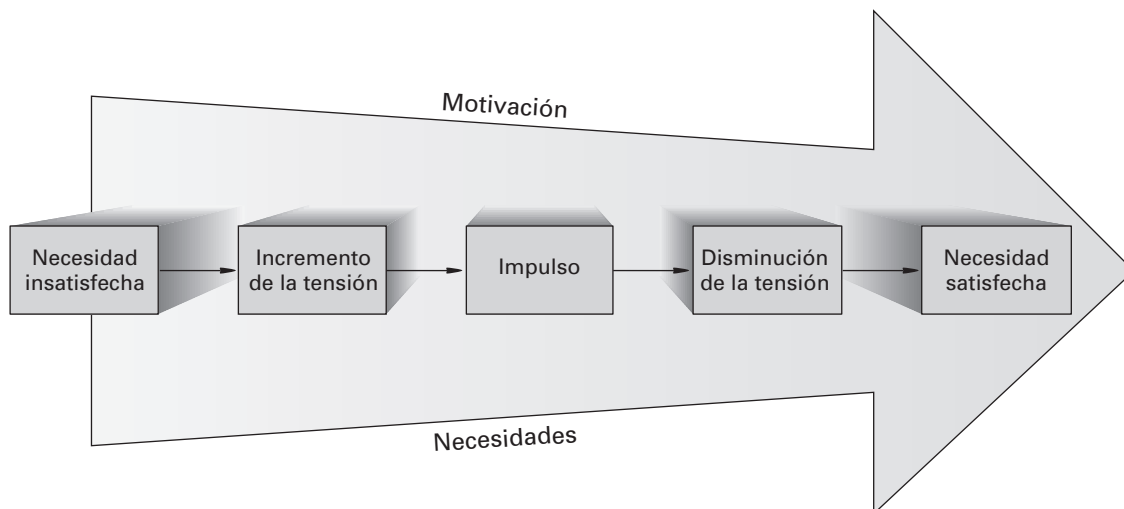 Motivación
Necesidad
insatisfecha
Incremento
de la tensión
Impulso
Disminución
de la tensión
Necesidad
satisfecha
Necesidades